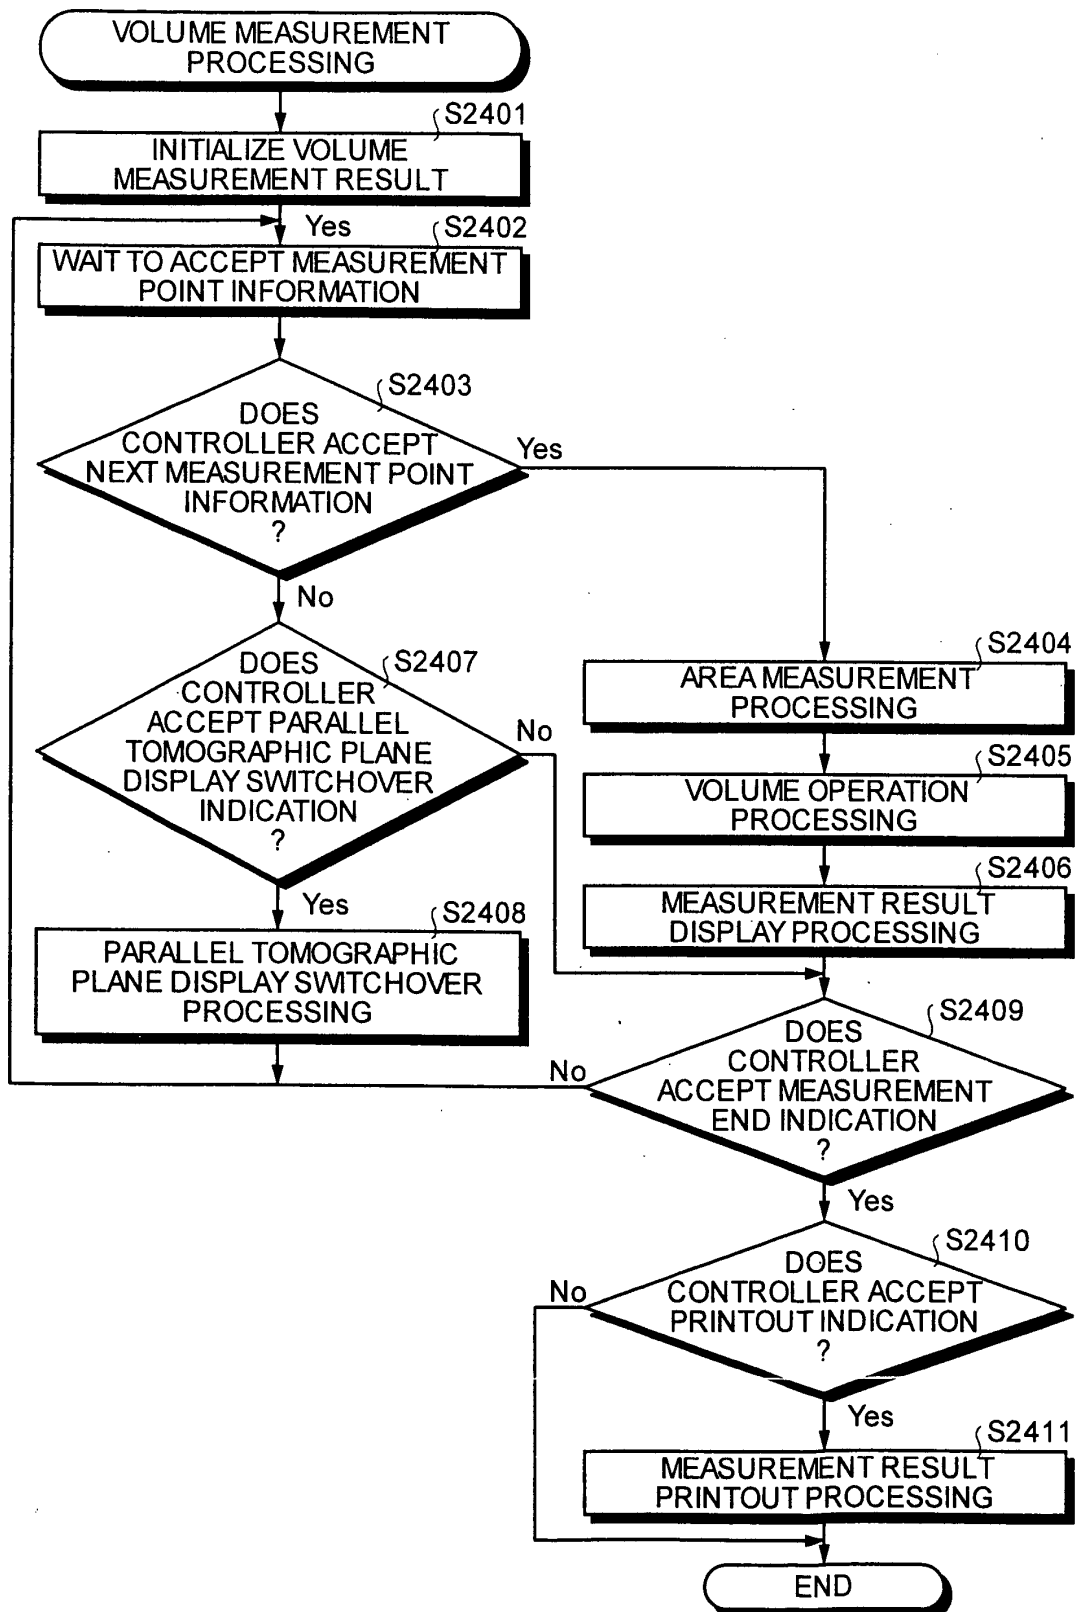 VOLUME MEASUREMENT
PROCESSING
S2401
INITIALIZE VOLUME
MEASUREMENT RESULT
Yes
S2402
WAIT TO ACCEPT MEASUREMENT
POINT INFORMATION
S2403
DOES
CONTROLLER ACCEPT
NEXT MEASUREMENT POINT
INFORMATION
?
Yes
No
S2404
AREA MEASUREMENT
PROCESSING
S2405
VOLUME OPERATION
PROCESSING
S2406
MEASUREMENT RESULT
DISPLAY PROCESSING
S2407
DOES
CONTROLLER
ACCEPT PARALLEL
TOMOGRAPHIC PLANE
DISPLAY SWITCHOVER
INDICATION
?
No
Yes
S2408
PARALLEL TOMOGRAPHIC
PLANE DISPLAY SWITCHOVER
PROCESSING
S2409
DOES
CONTROLLER
ACCEPT MEASUREMENT
END INDICATION
?
No
Yes
S2410
DOES
CONTROLLER ACCEPT
PRINTOUT INDICATION
?
No
Yes
S2411
MEASUREMENT RESULT
PRINTOUT PROCESSING
END